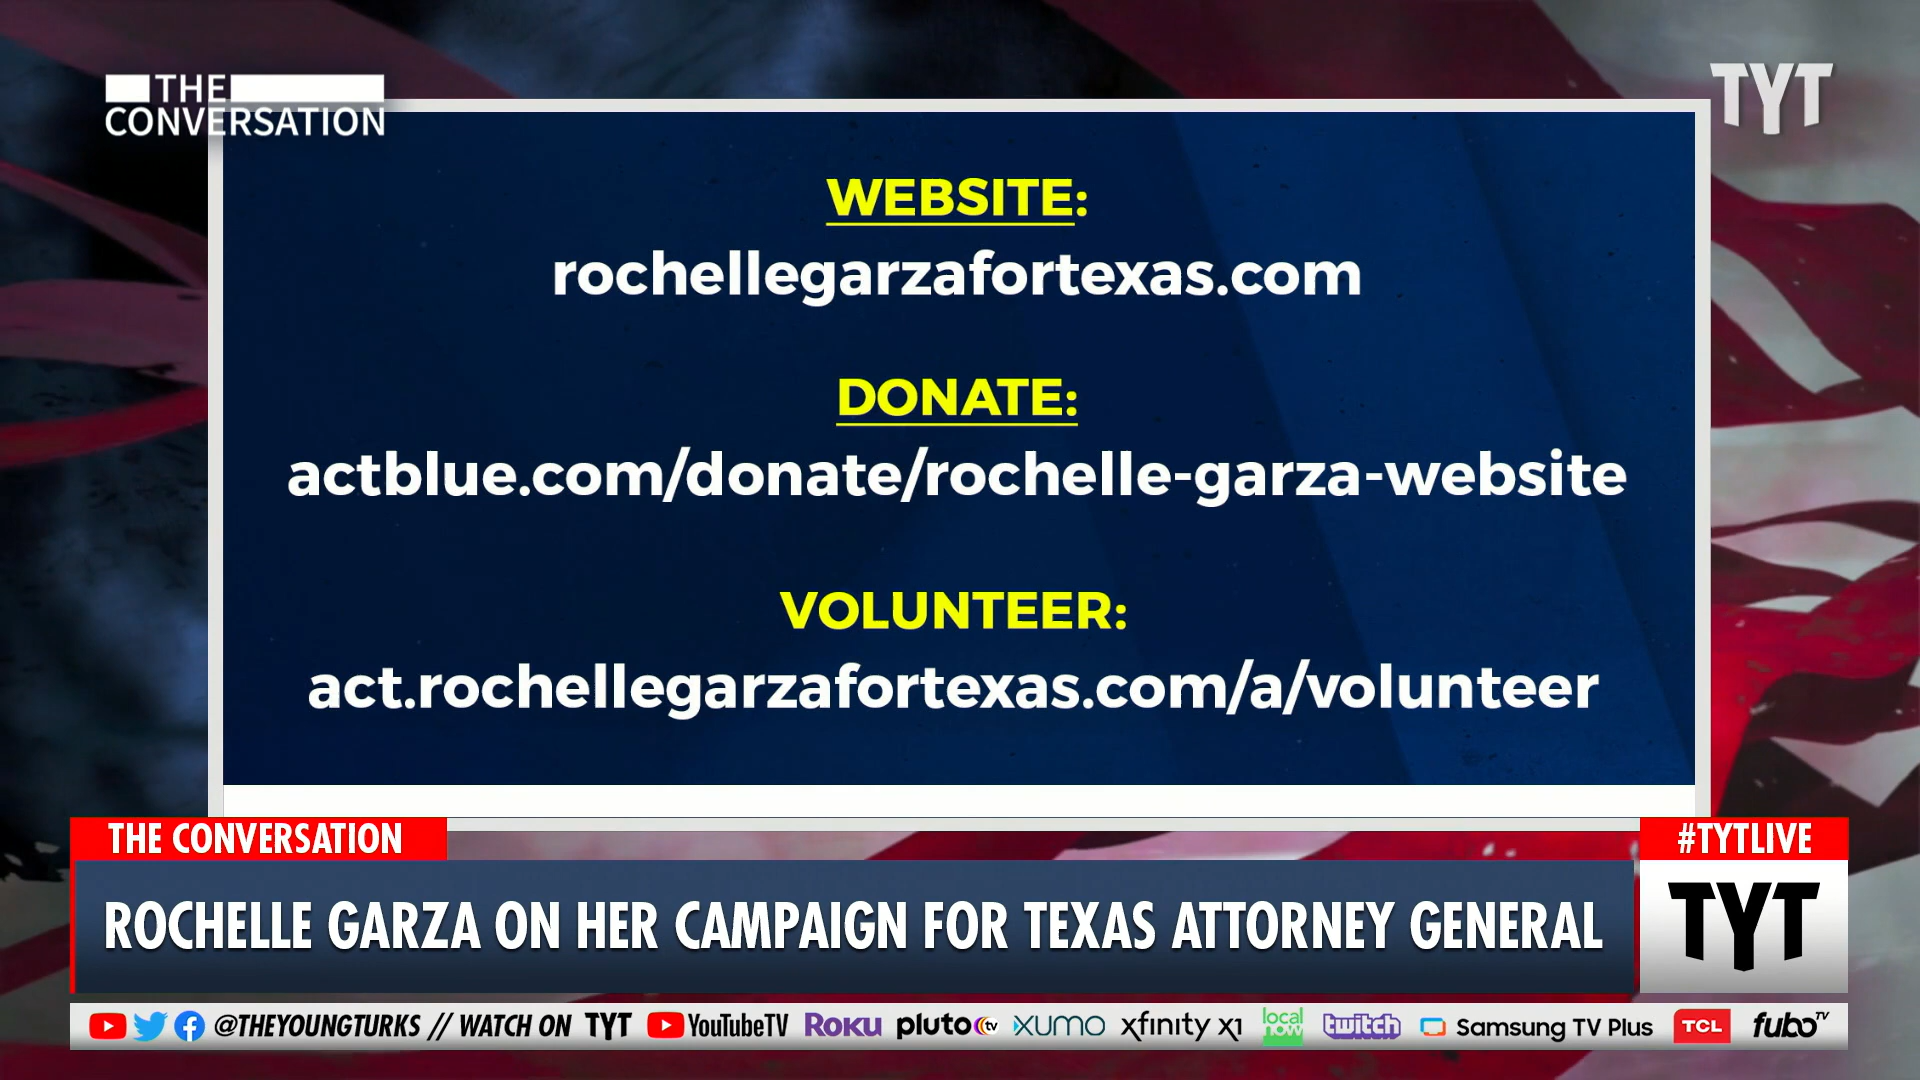 THE
CONVERSATION
TYT
WEBSITE:
rochellegarzafortexas.com
DONATE:
actblue.com/donate/rochelle-garza-website
VOLUNTEER:
act.rochellegarzafortexas.com/a/volunteer
THE CONVERSATION
#TYTLIVE
ROCHELLE GARZA ON HER CAMPAIGN FOR TEXAS ATTORNEY GENERAL
TYT
@THEYOUNGTURKS // WATCH ON TYT YouTubeTV ROKU pluto tv xumo xfinity x1 local now twitch Samsung TV Plus TCL fubo TV